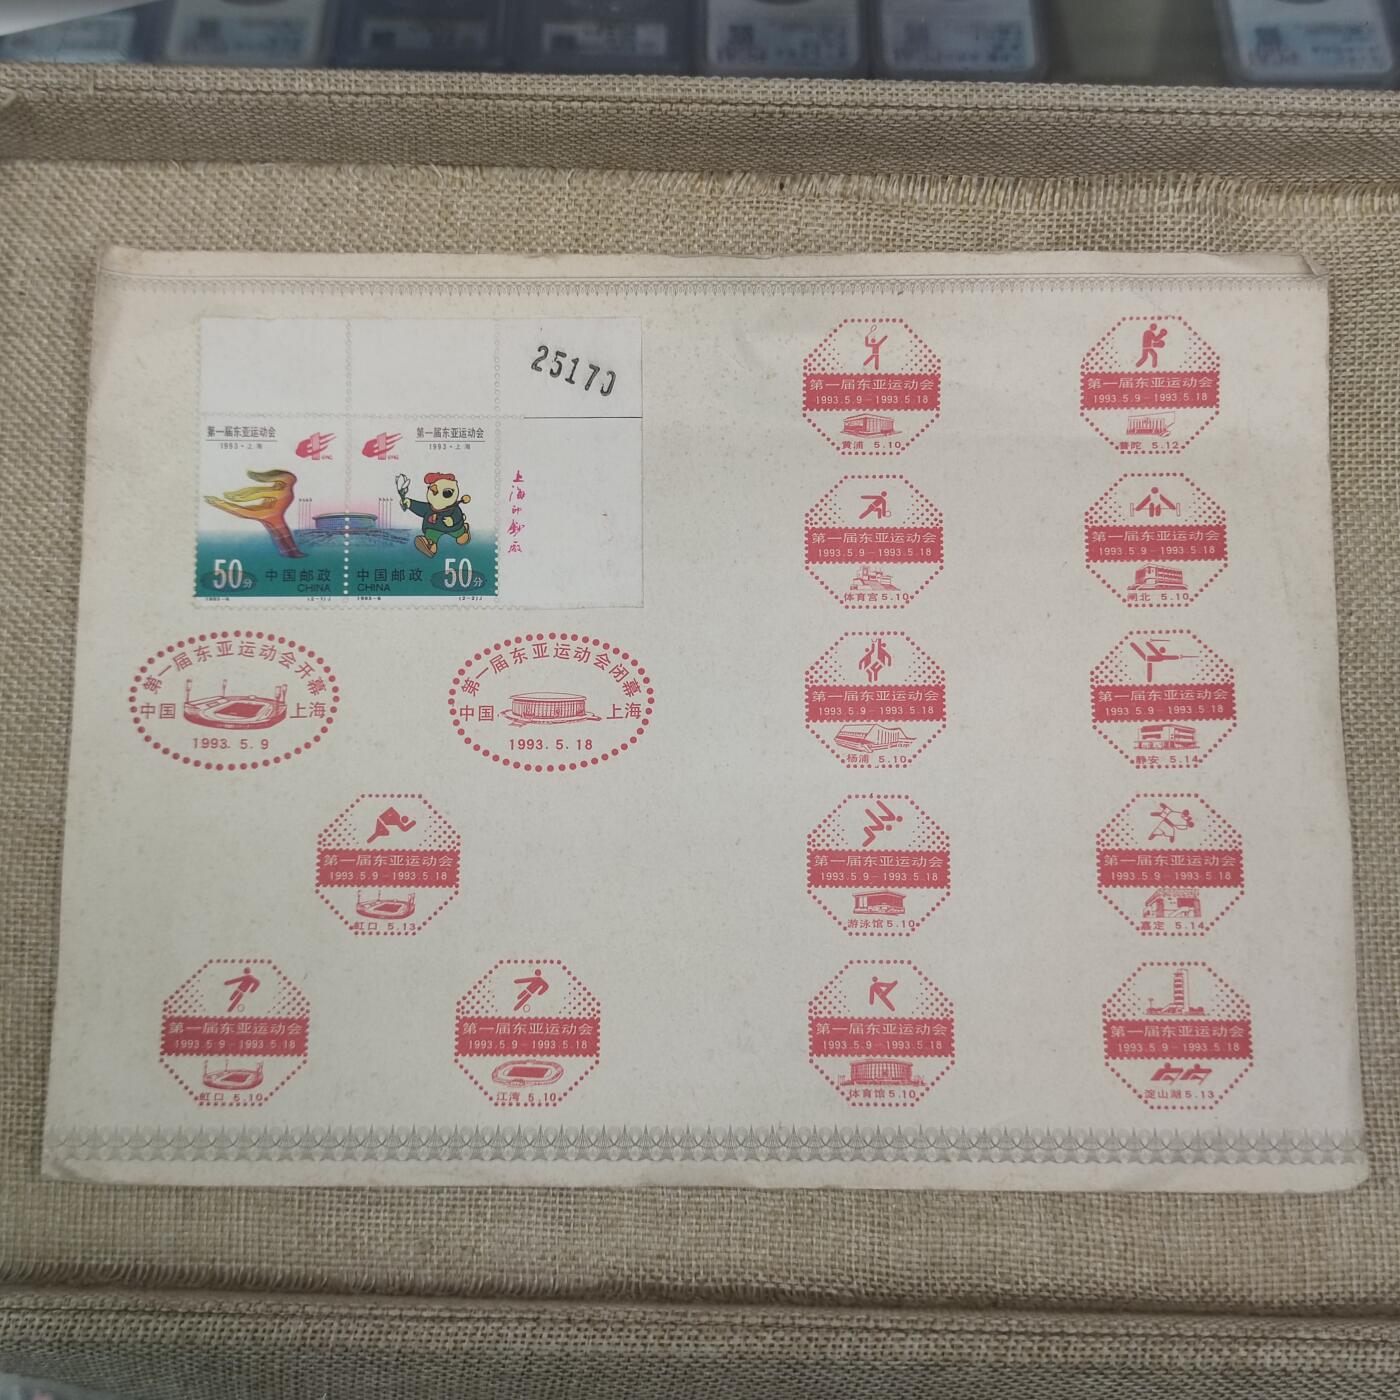 25170
第一届东亚运动会
1993·上海
第一届东亚运动会
1993·上海
上海印钞厂
50分
中国邮政
CHINA
1993-6
(2-1)J
中国邮政
CHINA
50分
1993-6
(2-2)J
第一届东亚运动会开幕
中国 上海
1993.5.9
第一届东亚运动会闭幕
中国 上海
1993.5.18
第一届东亚运动会
1993.5.9-1993.5.18
虹口 5.13
第一届东亚运动会
1993.5.9-1993.5.18
虹口 5.10
第一届东亚运动会
1993.5.9-1993.5.18
江湾 5.10
第一届东亚运动会
1993.5.9-1993.5.18
黄浦 5.10
第一届东亚运动会
1993.5.9-1993.5.18
普陀 5.12
第一届东亚运动会
1993.5.9-1993.5.18
体育宫5.10
第一届东亚运动会
1993.5.9-1993.5.18
闸北 5.10
第一届东亚运动会
1993.5.9-1993.5.18
杨浦 5.10
第一届东亚运动会
1993.5.9-1993.5.18
静安 5.14
第一届东亚运动会
1993.5.9-1993.5.18
游泳馆5.10
第一届东亚运动会
1993.5.9-1993.5.18
嘉定 5.14
第一届东亚运动会
1993.5.9-1993.5.18
体育馆5.10
第一届东亚运动会
1993.5.9-1993.5.18
淀山湖5.13